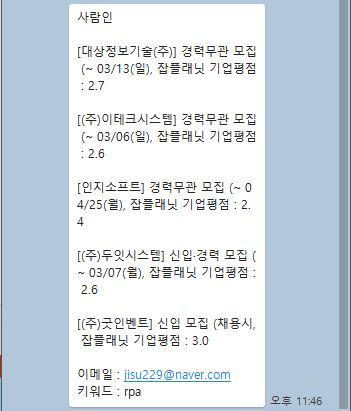 사람인
[대상정보기술(주)] 경력무관 모집
(~ 03/13(일), 잡플래닛 기업평점
: 2.7
[(주)이테크시스템] 경력무관 모집
(~ 03/06(일), 잡플래닛 기업평점
: 2.6
[인지소프트] 경력무관 모집 (~ 0
4/25(월), 잡플래닛 기업평점 : 2.
4
[(주)두잇시스템] 신입·경력 모집 (
~ 03/07(월), 잡플래닛 기업평점 :
2.6
[(주)굿인벤트] 신입 모집 (채용시,
잡플래닛 기업평점 : 3.0
이메일 : jisu229@naver.com
키워드 : rpa
오후 11:46